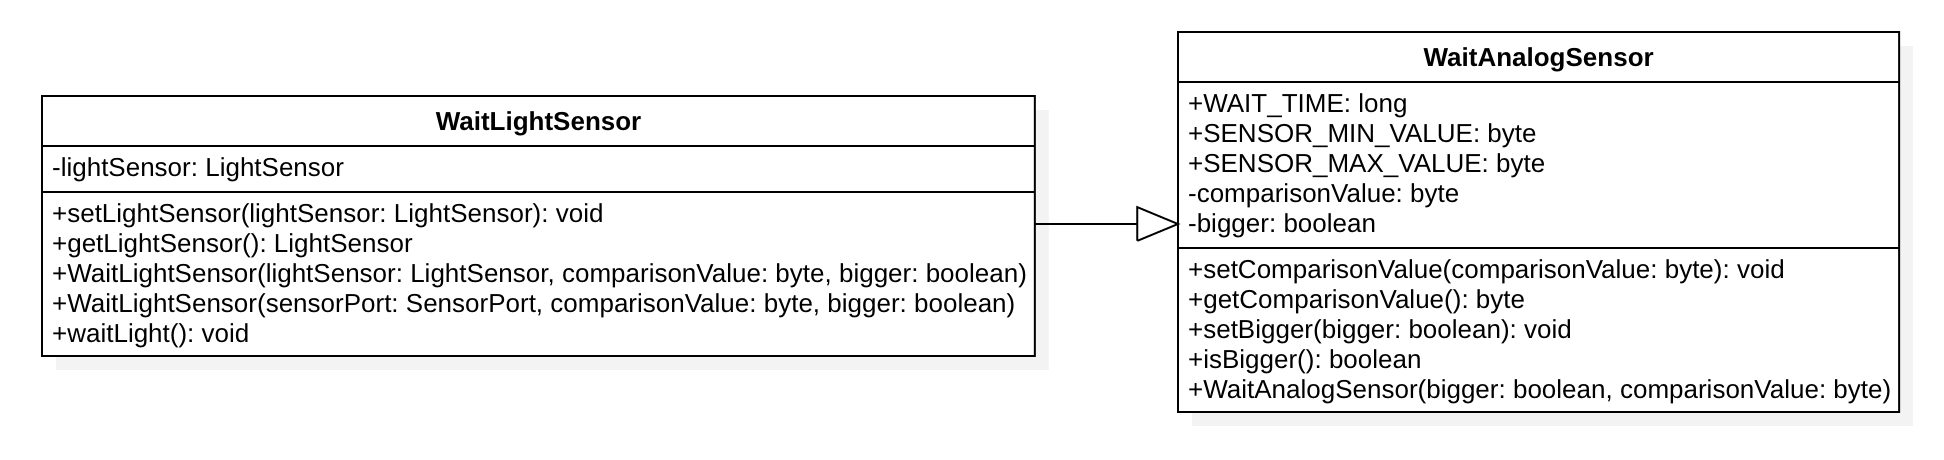 WaitLightSensor
-lightSensor: LightSensor
+setLightSensor(lightSensor: LightSensor): void
+getLightSensor(): LightSensor
+WaitLightSensor(lightSensor: LightSensor, comparisonValue: byte, bigger: boolean)
+WaitLightSensor(sensorPort: SensorPort, comparisonValue: byte, bigger: boolean)
+waitLight(): void
WaitAnalogSensor
+WAIT_TIME: long
+SENSOR_MIN_VALUE: byte
+SENSOR_MAX_VALUE: byte
-comparisonValue: byte
-bigger: boolean
+setComparisonValue(comparisonValue: byte): void
+getComparisonValue(): byte
+setBigger(bigger: boolean): void
+isBigger(): boolean
+WaitAnalogSensor(bigger: boolean, comparisonValue: byte)